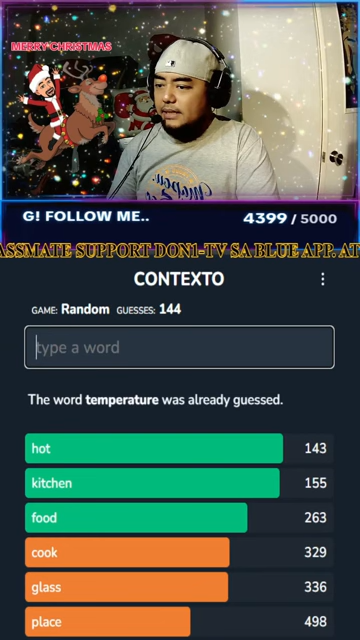 MERRY CHRISTMAS
G! FOLLOW ME..
4399 / 5000
ASSMATE SUPPORT DON1-TV SA BLUE APP. AT
CONTEXTO
GAME: Random GUESSES: 144
type a word
The word temperature was already guessed.
hot 143
kitchen 155
food 263
cook 329
glass 336
place 498